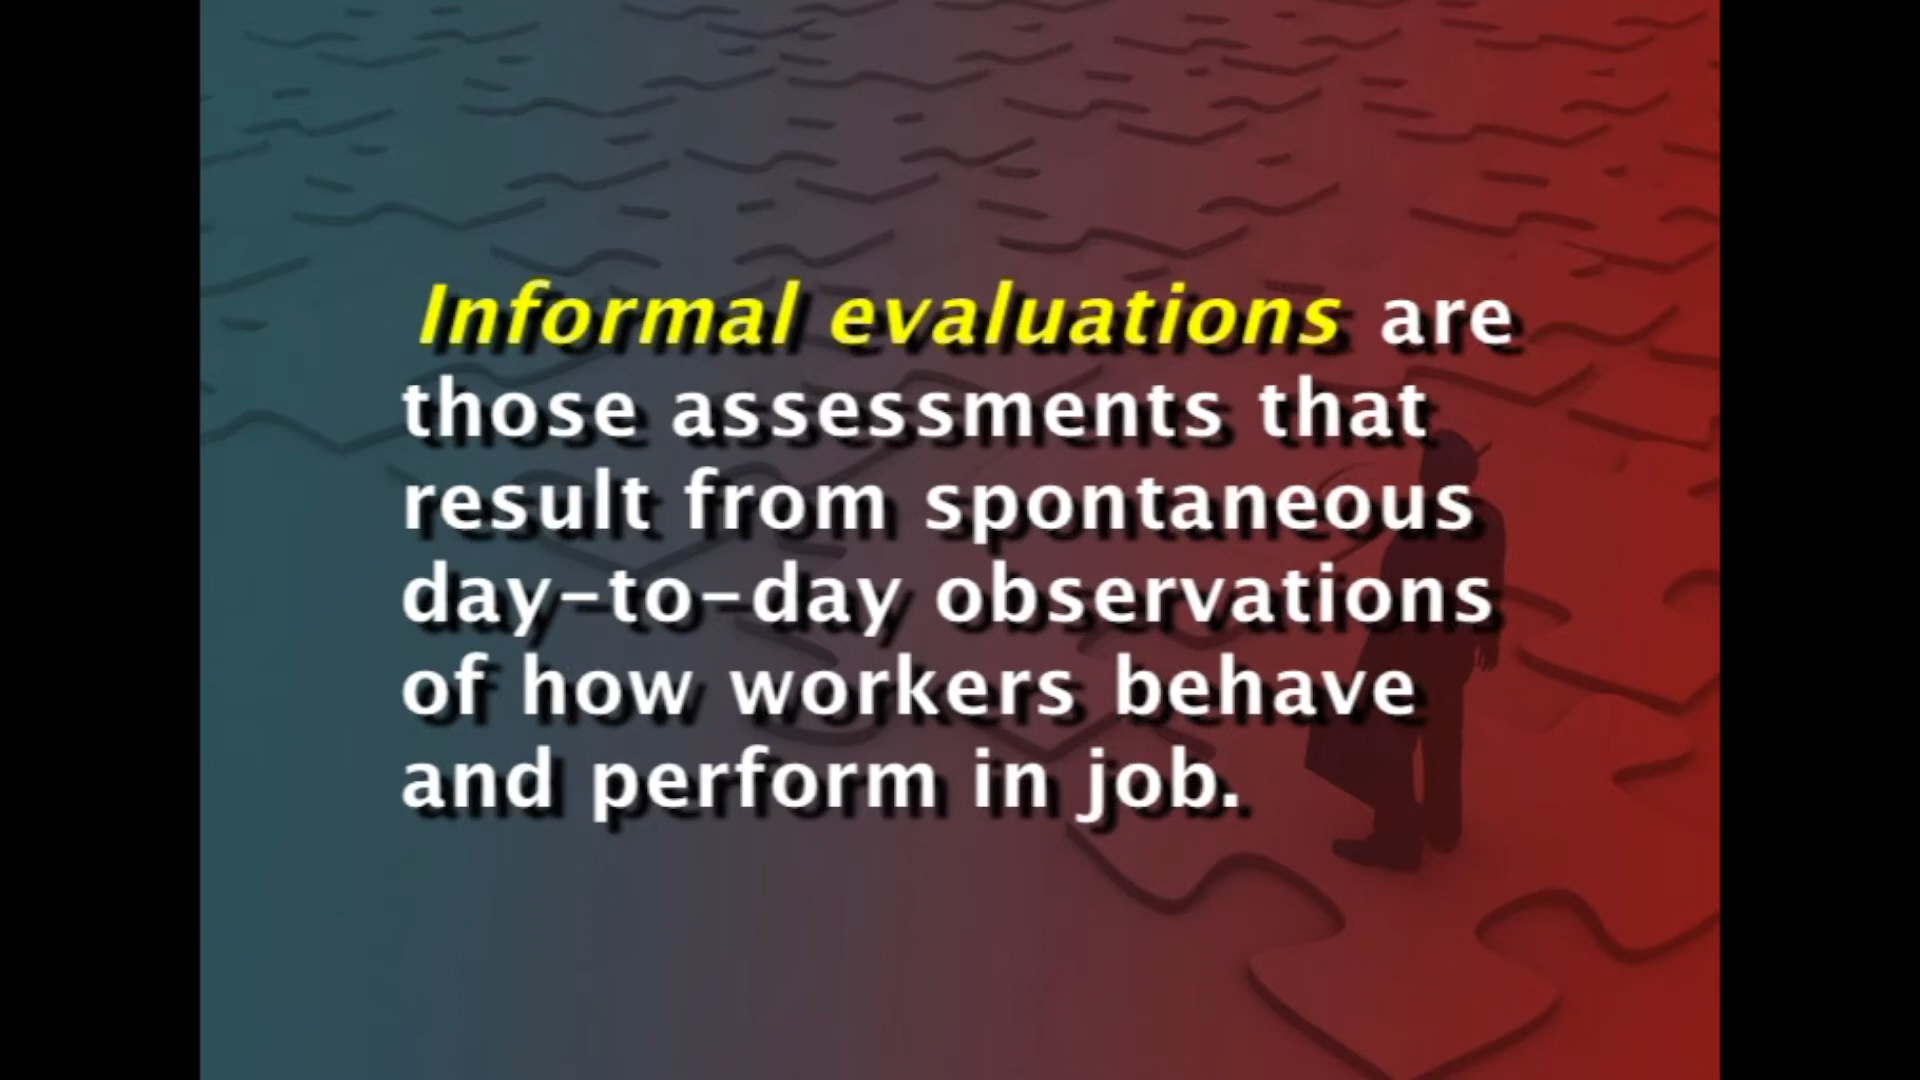 Informal evaluations are
those assessments that
result from spontaneous
day-to-day observations
of how workers behave
and perform in job.